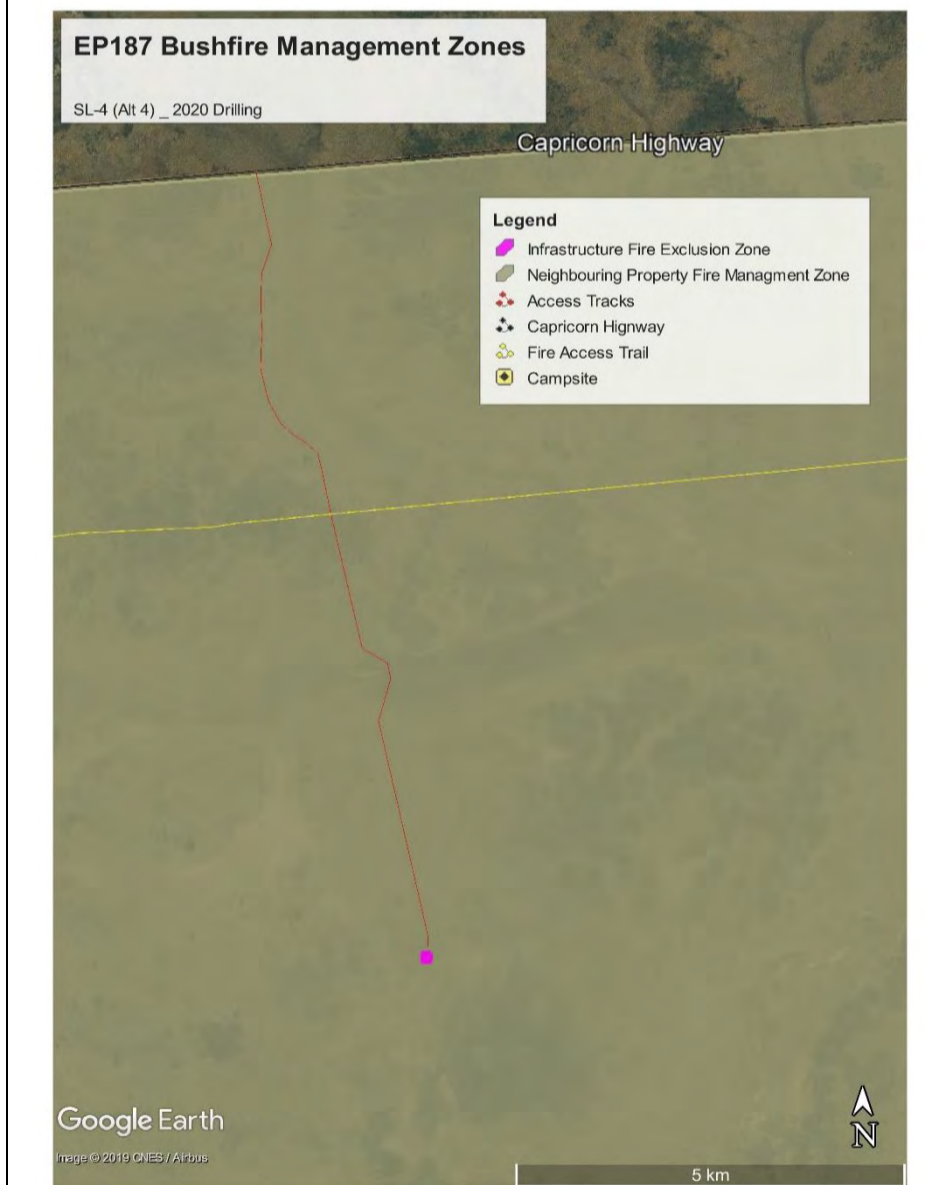 EP187 Bushfire Management Zones
SL-4 (Alt 4) _ 2020 Drilling
Capricorn Highway
Legend
Infrastructure Fire Exclusion Zone
Neighbouring Property Fire Managment Zone
Access Tracks
Capricorn Hignway
Fire Access Trail
Campsite
Google Earth
Image © 2019 CNES / Airbus
N
5 km